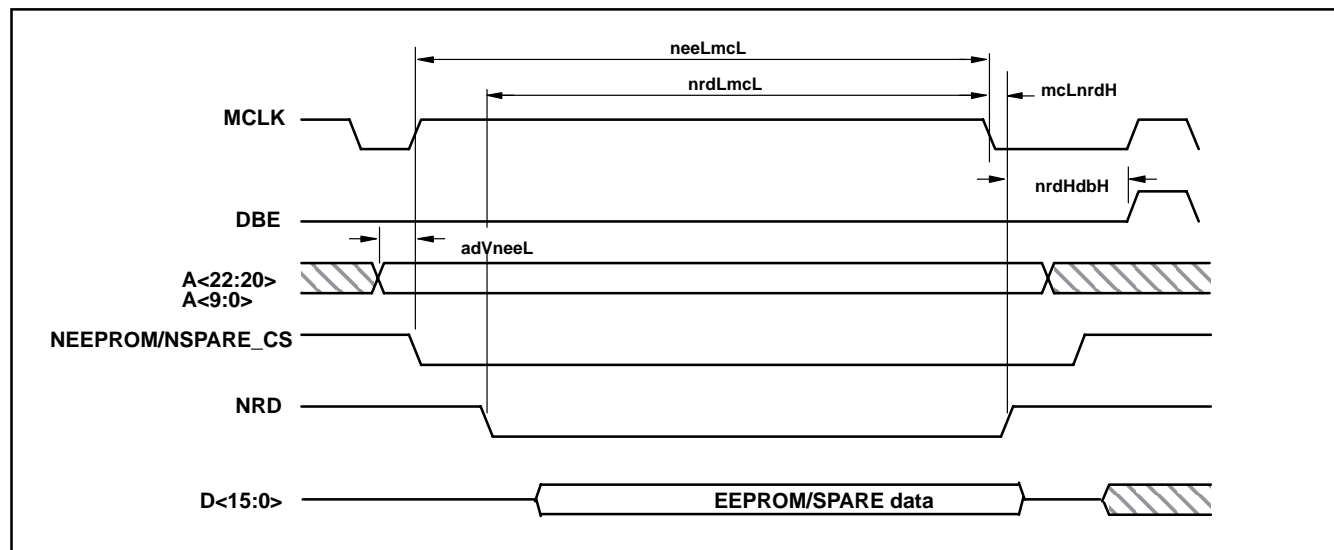 neeLmcL
nrdLmcL
mcLnrdH
MCLK
nrdHdbH
DBE
adVneeL
A<22:20>
A<9:0>
NEEPROM/NSPARE_CS
NRD
D<15:0>
EEPROM/SPARE data